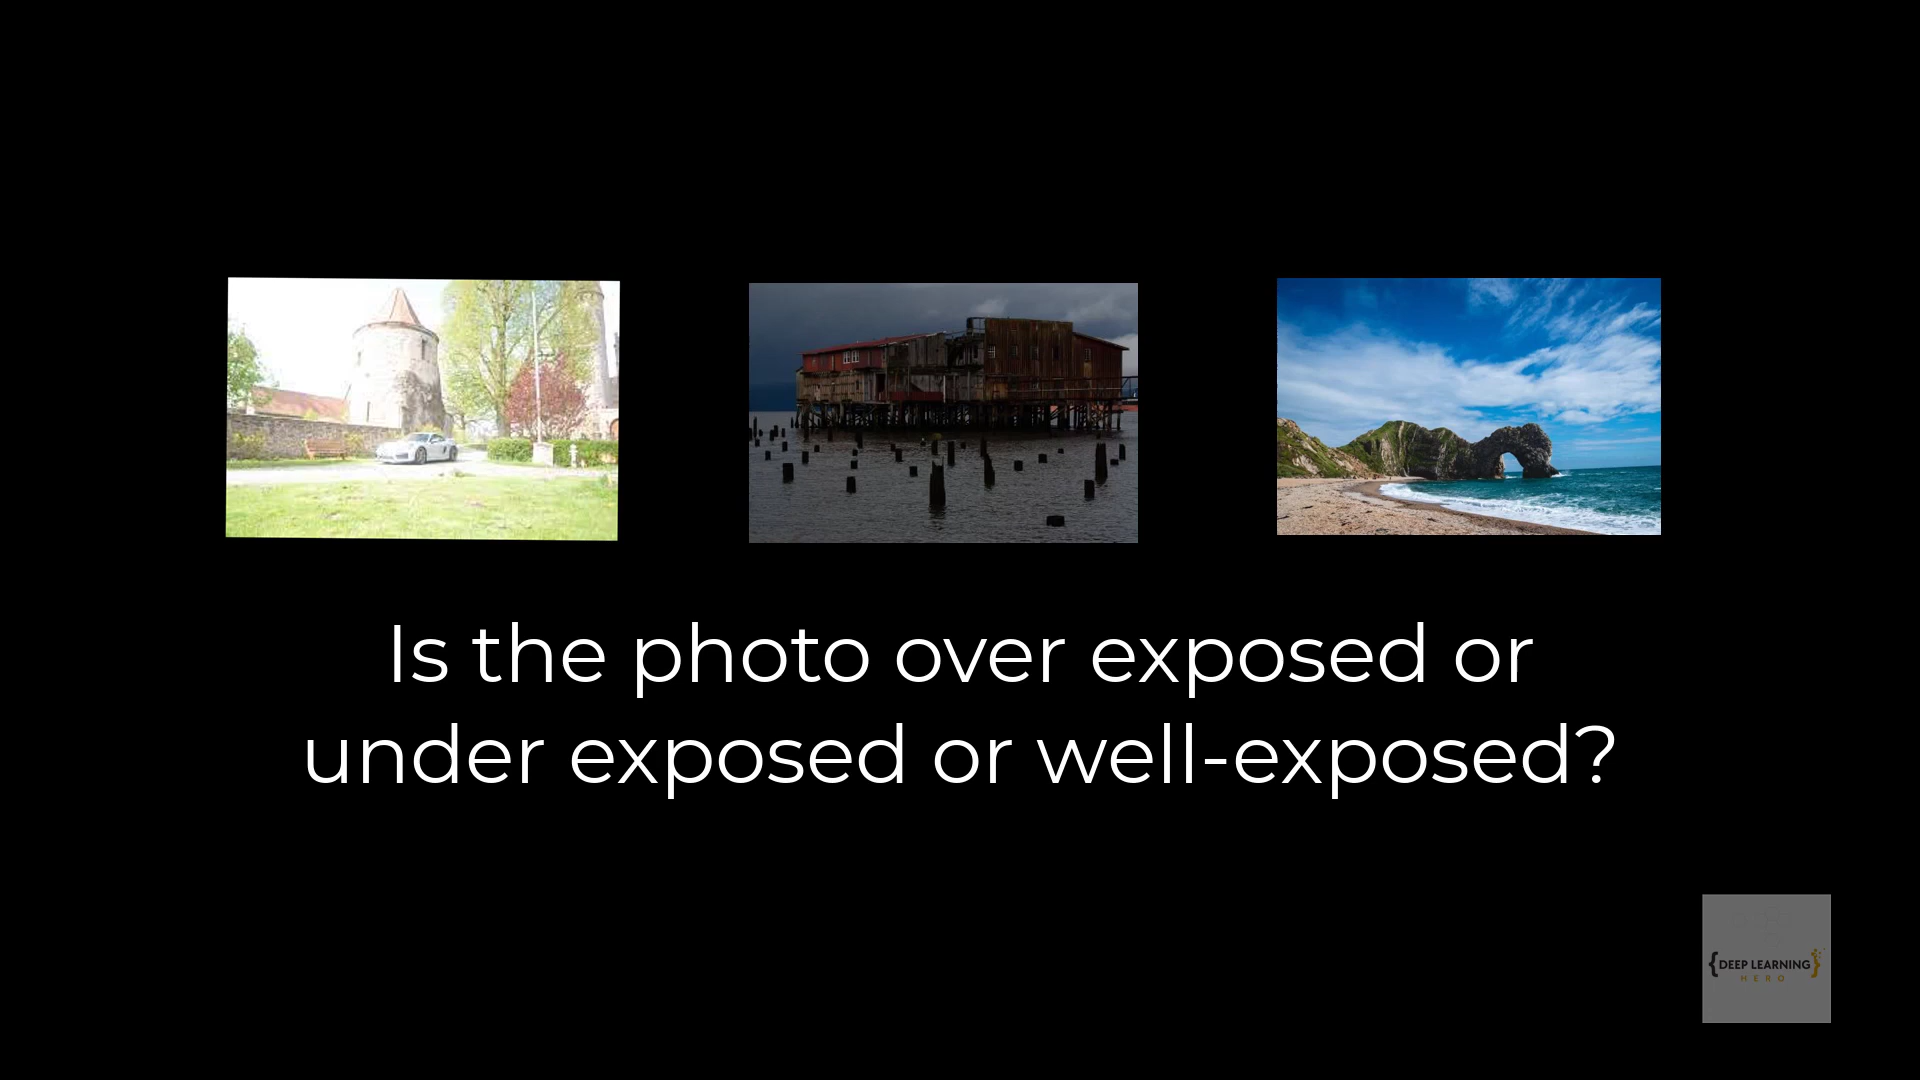 Is the photo over exposed or
under exposed or well-exposed?
{DEEP LEARNING}
HERO